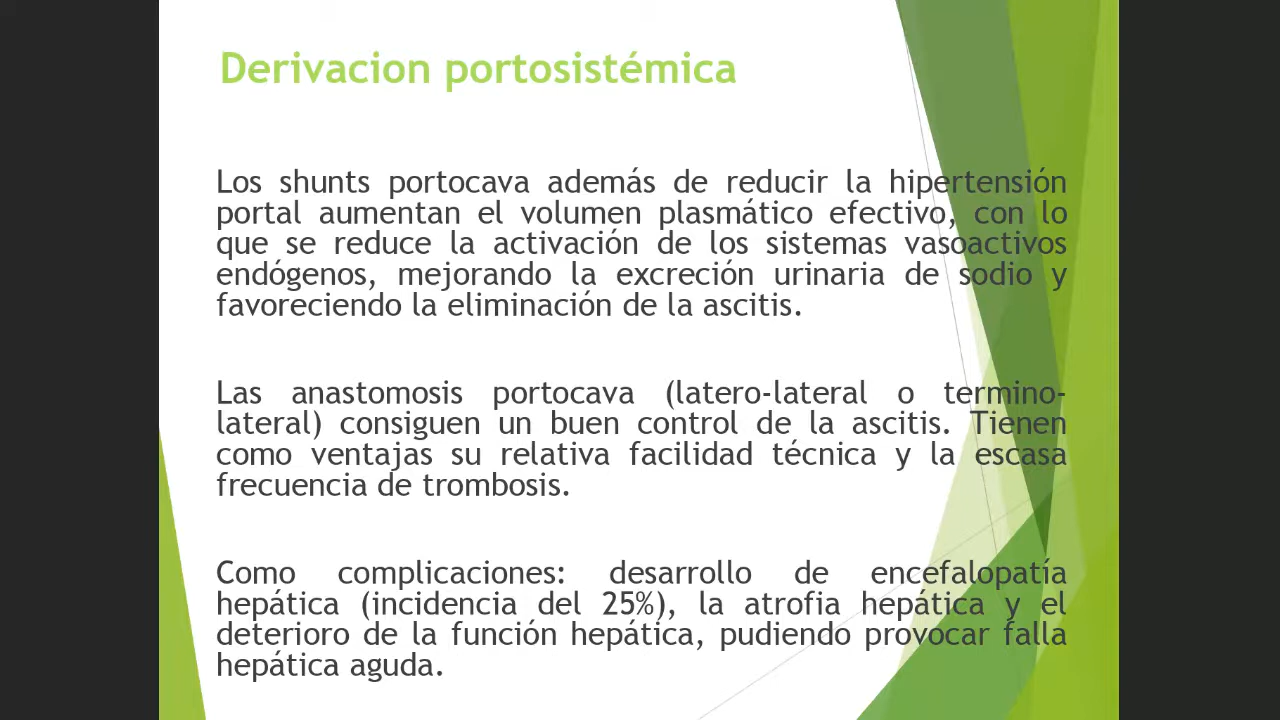 Derivacion portosistémica
Los shunts portocava además de reducir la hipertensión
portal aumentan el volumen plasmático efectivo, con lo
que se reduce la activación de los sistemas vasoactivos
endógenos, mejorando la excreción urinaria de sodio y
favoreciendo la eliminación de la ascitis.
Las anastomosis portocava (latero-lateral o termino-
lateral) consiguen un buen control de la ascitis. Tienen
como ventajas su relativa facilidad técnica y la escasa
frecuencia de trombosis.
Como complicaciones: desarrollo de encefalopatía
hepática (incidencia del 25%), la atrofia hepática y el
deterioro de la función hepática, pudiendo provocar falla
hepática aguda.